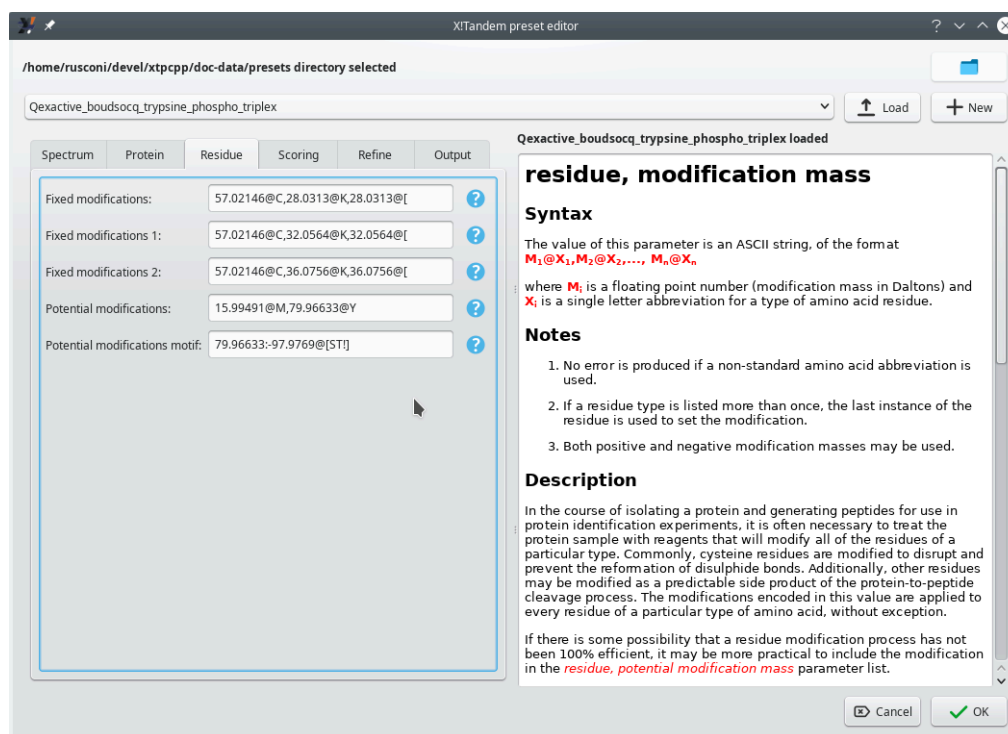 X!Tandem preset editor
/home/rusconi/devel/xtpcpp/doc-data/presets directory selected
Qexactive_boudsocq_trypsine_phospho_triplex
Load
New
Spectrum Protein Residue Scoring Refine Output
Fixed modifications: 57.02146@C,28.0313@K,28.0313@[
Fixed modifications 1: 57.02146@C,32.0564@K,32.0564@[
Fixed modifications 2: 57.02146@C,36.0756@K,36.0756@[
Potential modifications: 15.99491@M,79.96633@Y
Potential modifications motif: 79.96633:-97.9769@[ST!]
Qexactive_boudsocq_trypsine_phospho_triplex loaded
residue, modification mass
Syntax
The value of this parameter is an ASCII string, of the format
M1@X1,M2@X2,..., Mn@Xn
where Mi is a floating point number (modification mass in Daltons) and
Xi is a single letter abbreviation for a type of amino acid residue.
Notes
1. No error is produced if a non-standard amino acid abbreviation is
used.
2. If a residue type is listed more than once, the last instance of the
residue is used to set the modification.
3. Both positive and negative modification masses may be used.
Description
In the course of isolating a protein and generating peptides for use in
protein identification experiments, it is often necessary to treat the
protein sample with reagents that will modify all of the residues of a
particular type. Commonly, cysteine residues are modified to disrupt and
prevent the reformation of disulphide bonds. Additionally, other residues
may be modified as a predictable side product of the protein-to-peptide
cleavage process. The modifications encoded in this value are applied to
every residue of a particular type of amino acid, without exception.
If there is some possibility that a residue modification process has not
been 100% efficient, it may be more practical to include the modification
in the residue, potential modification mass parameter list.
Cancel
OK